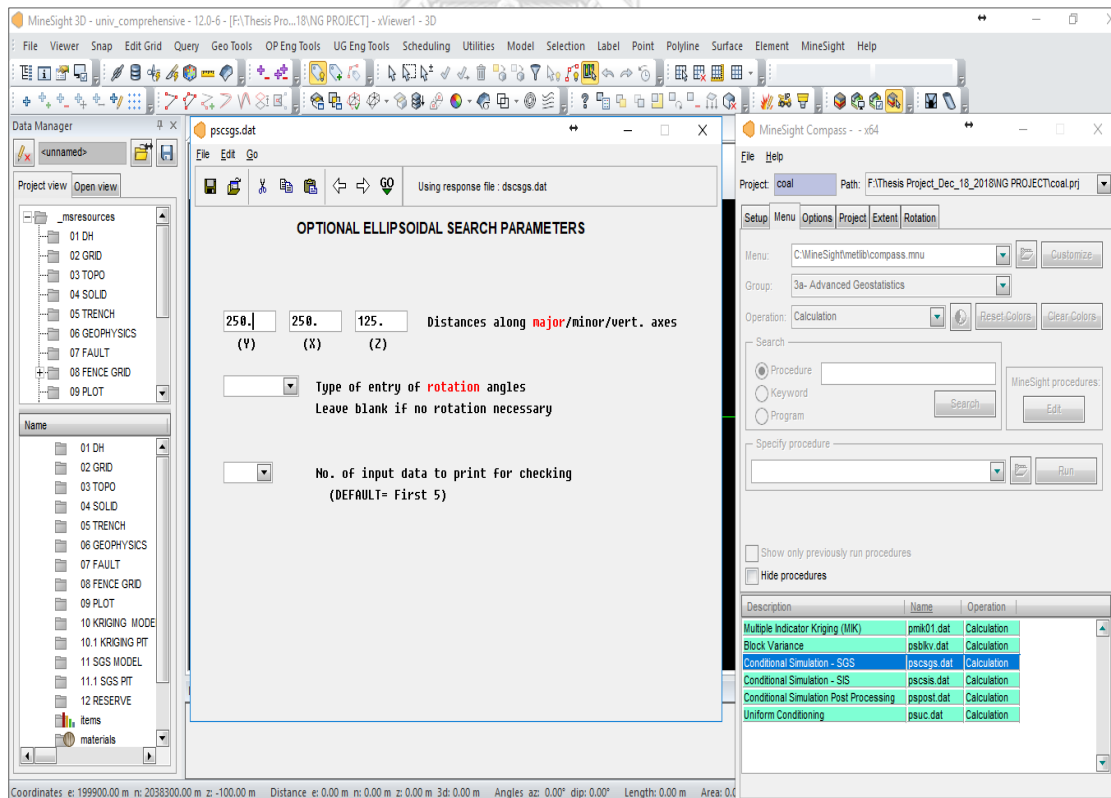 MineSight 3D - univ_comprehensive - 12.0-6 - [F:\Thesis Pro...18\NG PROJECT] - xViewer1 - 3D
File Viewer Snap Edit Grid Query Geo Tools OP Eng Tools UG Eng Tools Scheduling Utilities Model Selection Label Point Polyline Surface Element MineSight Help
Data Manager
<unnamed>
Project view Open view
_msresources
01 DH
02 GRID
03 TOPO
04 SOLID
05 TRENCH
06 GEOPHYSICS
07 FAULT
08 FENCE GRID
09 PLOT
Name
01 DH
02 GRID
03 TOPO
04 SOLID
05 TRENCH
06 GEOPHYSICS
07 FAULT
08 FENCE GRID
09 PLOT
10 KRIGING MODE
10.1 KRIGING PIT
11 SGS MODEL
11.1 SGS PIT
12 RESERVE
items
materials
pscsgs.dat
File Edit Go
GO Using response file : dscsgs.dat
OPTIONAL ELLIPSOIDAL SEARCH PARAMETERS
250. 250. 125. Distances along major/minor/vert. axes
(Y) (X) (Z)
Type of entry of rotation angles
Leave blank if no rotation necessary
No. of input data to print for checking
(DEFAULT= First 5)
MineSight Compass - - x64
File Help
Project: coal Path: F:\Thesis Project_Dec_18_2018\NG PROJECT\coal.prj
Setup Menu Options Project Extent Rotation
Menu: C:\MineSight\metlib\compass.mnu Customize
Group: 3a- Advanced Geostatistics
Operation: Calculation Reset Colors Clear Colors
Search
Procedure
Keyword
Program
Search
MineSight procedures:
Edit
Specify procedure
Run
Show only previously run procedures
Hide procedures
Description Name Operation
Multiple Indicator Kriging (MIK) pmik01.dat Calculation
Block Variance psblkv.dat Calculation
Conditional Simulation - SGS pscsgs.dat Calculation
Conditional Simulation - SIS pscsis.dat Calculation
Conditional Simulation Post Processing pspost.dat Calculation
Uniform Conditioning psuc.dat Calculation
Coordinates e: 199900.00 m n: 2038300.00 m z: -100.00 m Distance e: 0.00 m n: 0.00 m z: 0.00 m 3d: 0.00 m Angles az: 0.00° dip: 0.00° Length: 0.00 m Area: 0.0